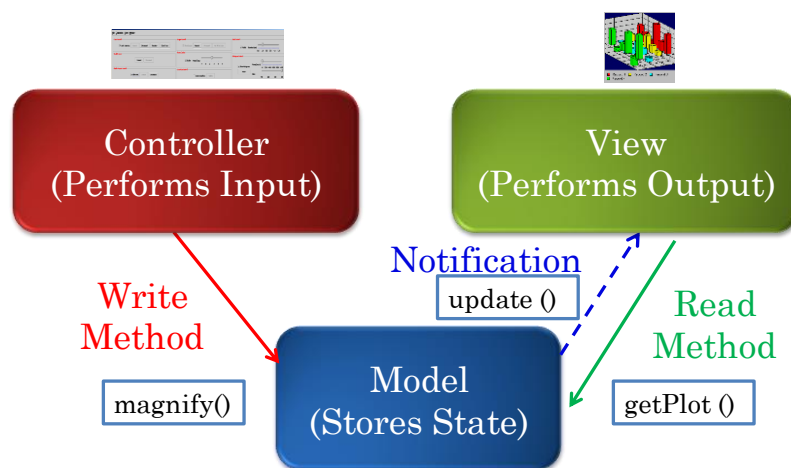 Controller
(Performs Input)
View
(Performs Output)
Notification
update ()
Write
Method
Read
Method
magnify()
Model
(Stores State)
getPlot ()